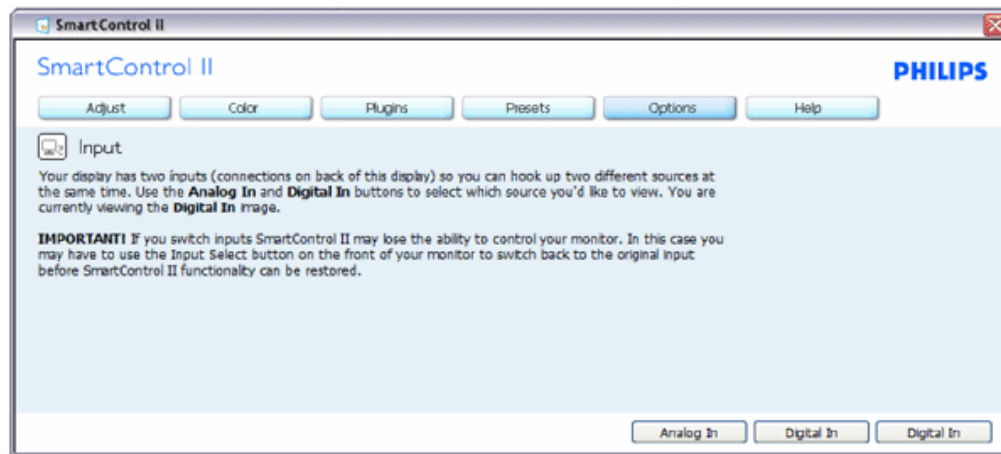 SmartControl II
SmartControl II
PHILIPS
Adjust Color Plugins Presets Options Help
Input
Your display has two inputs (connections on back of this display) so you can hook up two different sources at
the same time. Use the Analog In and Digital In buttons to select which source you'd like to view. You are
currently viewing the Digital In image.
IMPORTANT! If you switch inputs SmartControl II may lose the ability to control your monitor. In this case you
may have to use the Input Select button on the front of your monitor to switch back to the original input
before SmartControl II functionality can be restored.
Analog In Digital In Digital In